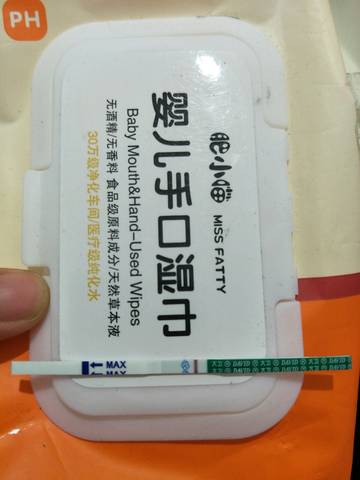 PH
肥小喵 MISS FATTY
婴儿手口湿巾
Baby Mouth&Hand-Used Wipes
无酒精/无香料 食品级原料成分/天然草本液
30万级净化车间/医疗级纯化水
MAX
MAX